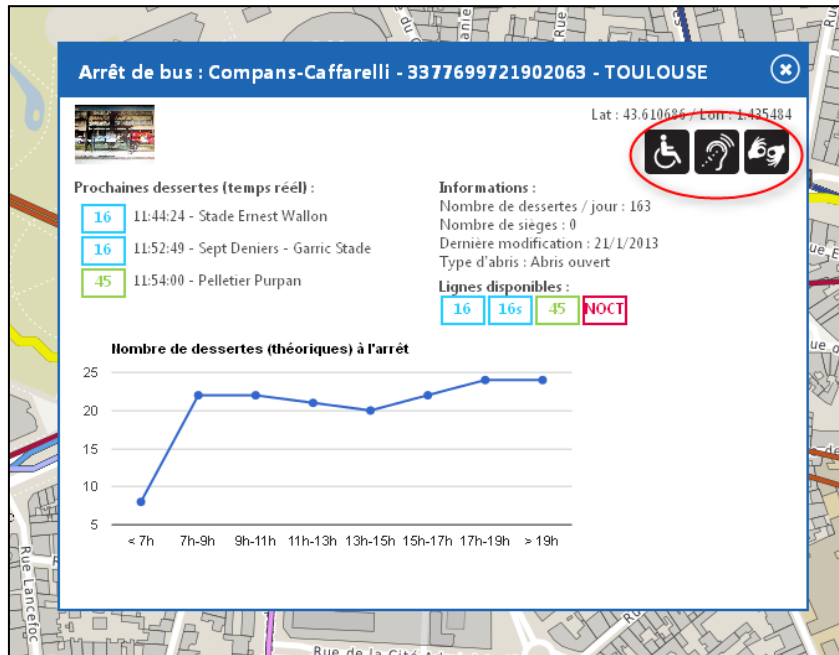 Arrêt de bus : Compans-Caffarelli - 3377699721902063 - TOULOUSE
Lat : 43.610686 / Lon : 1.435484
Prochaines dessertes (temps réél) :
16 11:44:24 - Stade Ernest Wallon
16 11:52:49 - Sept Deniers - Garric Stade
45 11:54:00 - Pelletier Purpan
Informations :
Nombre de dessertes / jour : 163
Nombre de sièges : 0
Dernière modification : 21/1/2013
Type d'abris : Abris ouvert
Lignes disponibles :
16 16s 45 NOCT
Nombre de dessertes (théoriques) à l'arrêt
25
20
15
10
5
< 7h 7h-9h 9h-11h 11h-13h 13h-15h 15h-17h 17h-19h > 19h
Rue Lancefoc
Rue de la Cité
Rue